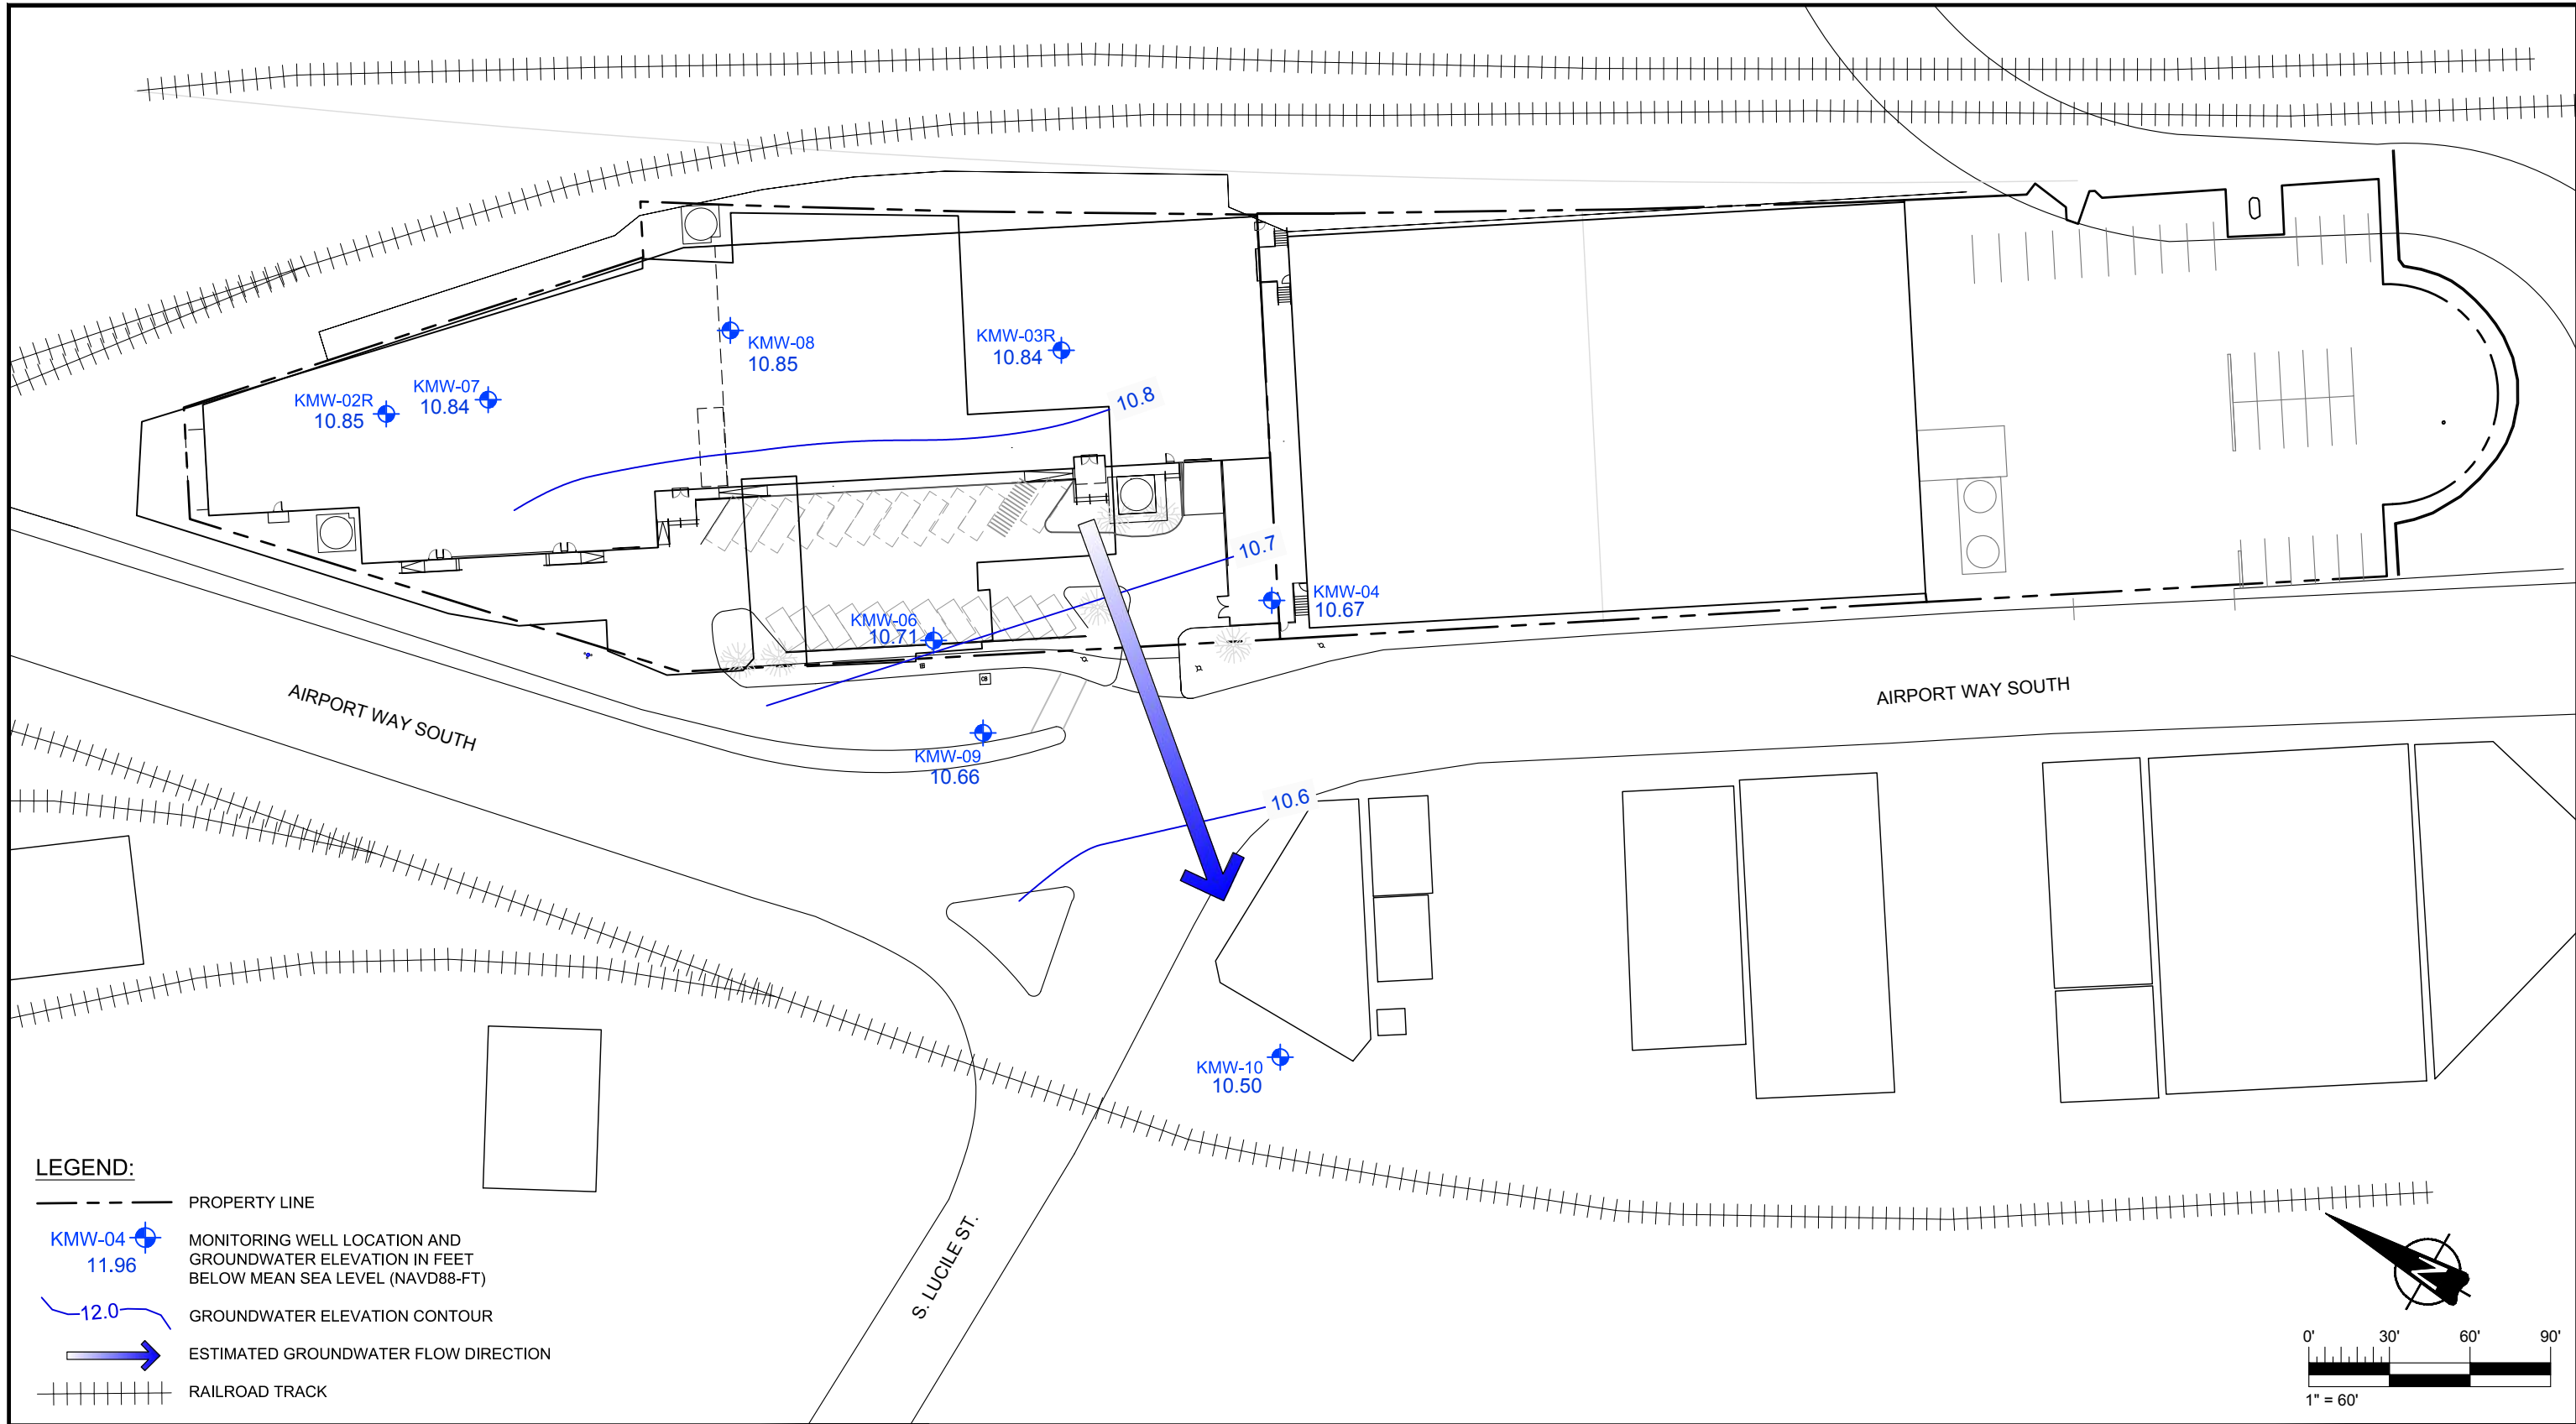 KMW-08
10.85
KMW-03R
10.84
KMW-02R
10.85
KMW-07
10.84
10.8
10.7
KMW-04
10.67
KMW-06
10.71
AIRPORT WAY SOUTH
AIRPORT WAY SOUTH
CB
KMW-09
10.66
10.6
KMW-10
10.50
S. LUCILE ST.
LEGEND:
PROPERTY LINE
KMW-04
11.96
MONITORING WELL LOCATION AND
GROUNDWATER ELEVATION IN FEET
BELOW MEAN SEA LEVEL (NAVD88-FT)
12.0
GROUNDWATER ELEVATION CONTOUR
ESTIMATED GROUNDWATER FLOW DIRECTION
RAILROAD TRACK
N
0' 30' 60' 90'
1" = 60'